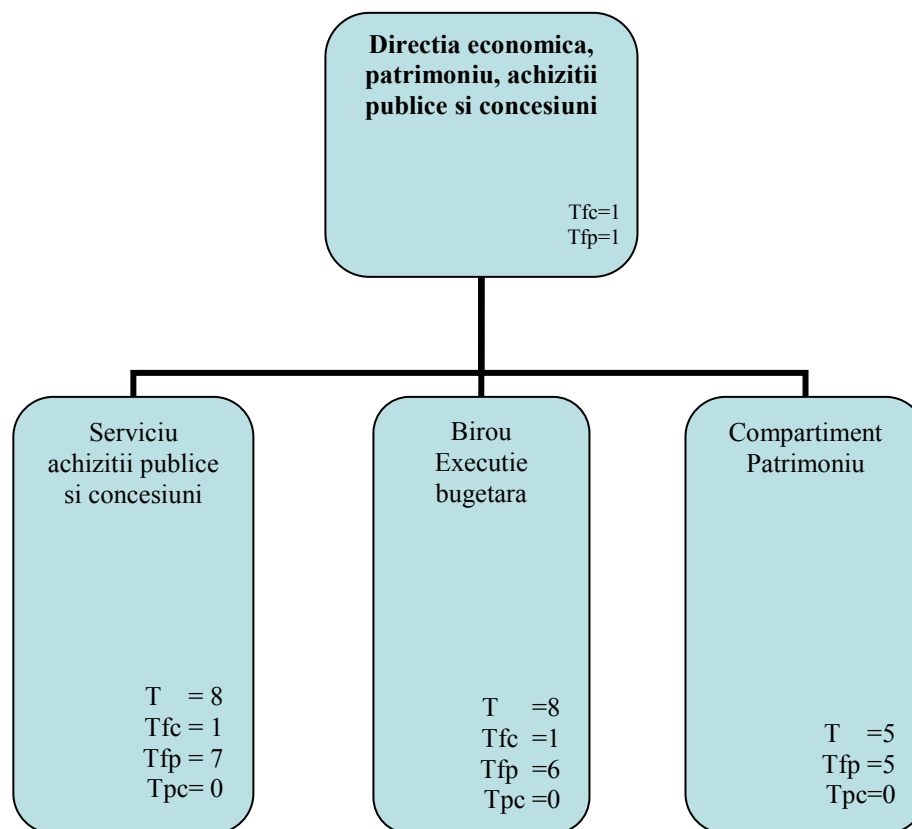 Directia economica,
patrimoniu, achizitii
publice si concesiuni
Tfc=1
Tfp=1
Serviciu
achizitii publice
si concesiuni
T = 8
Tfc = 1
Tfp = 7
Tpc= 0
Birou
Executie
bugetara
T =8
Tfc =1
Tfp =6
Tpc =0
Compartiment
Patrimoniu
T =5
Tfp =5
Tpc=0